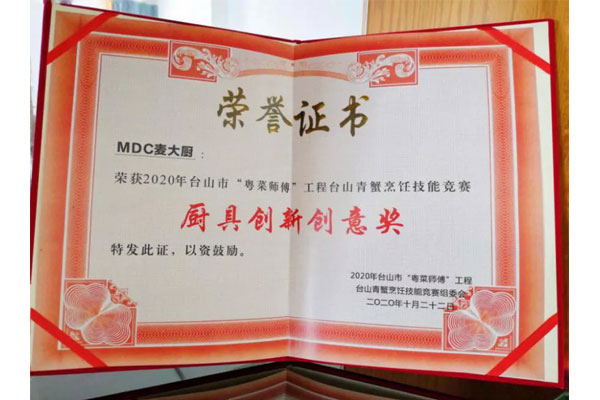 荣誉证书
MDC麦大厨：
荣获2020年台山市“粤菜师傅”工程台山青蟹烹饪技能竞赛
厨具创新创意奖
特发此证，以资鼓励。
2020年台山市“粤菜师傅”工程
台山青蟹烹饪技能竞赛组委会
二〇二〇年十月二十二日